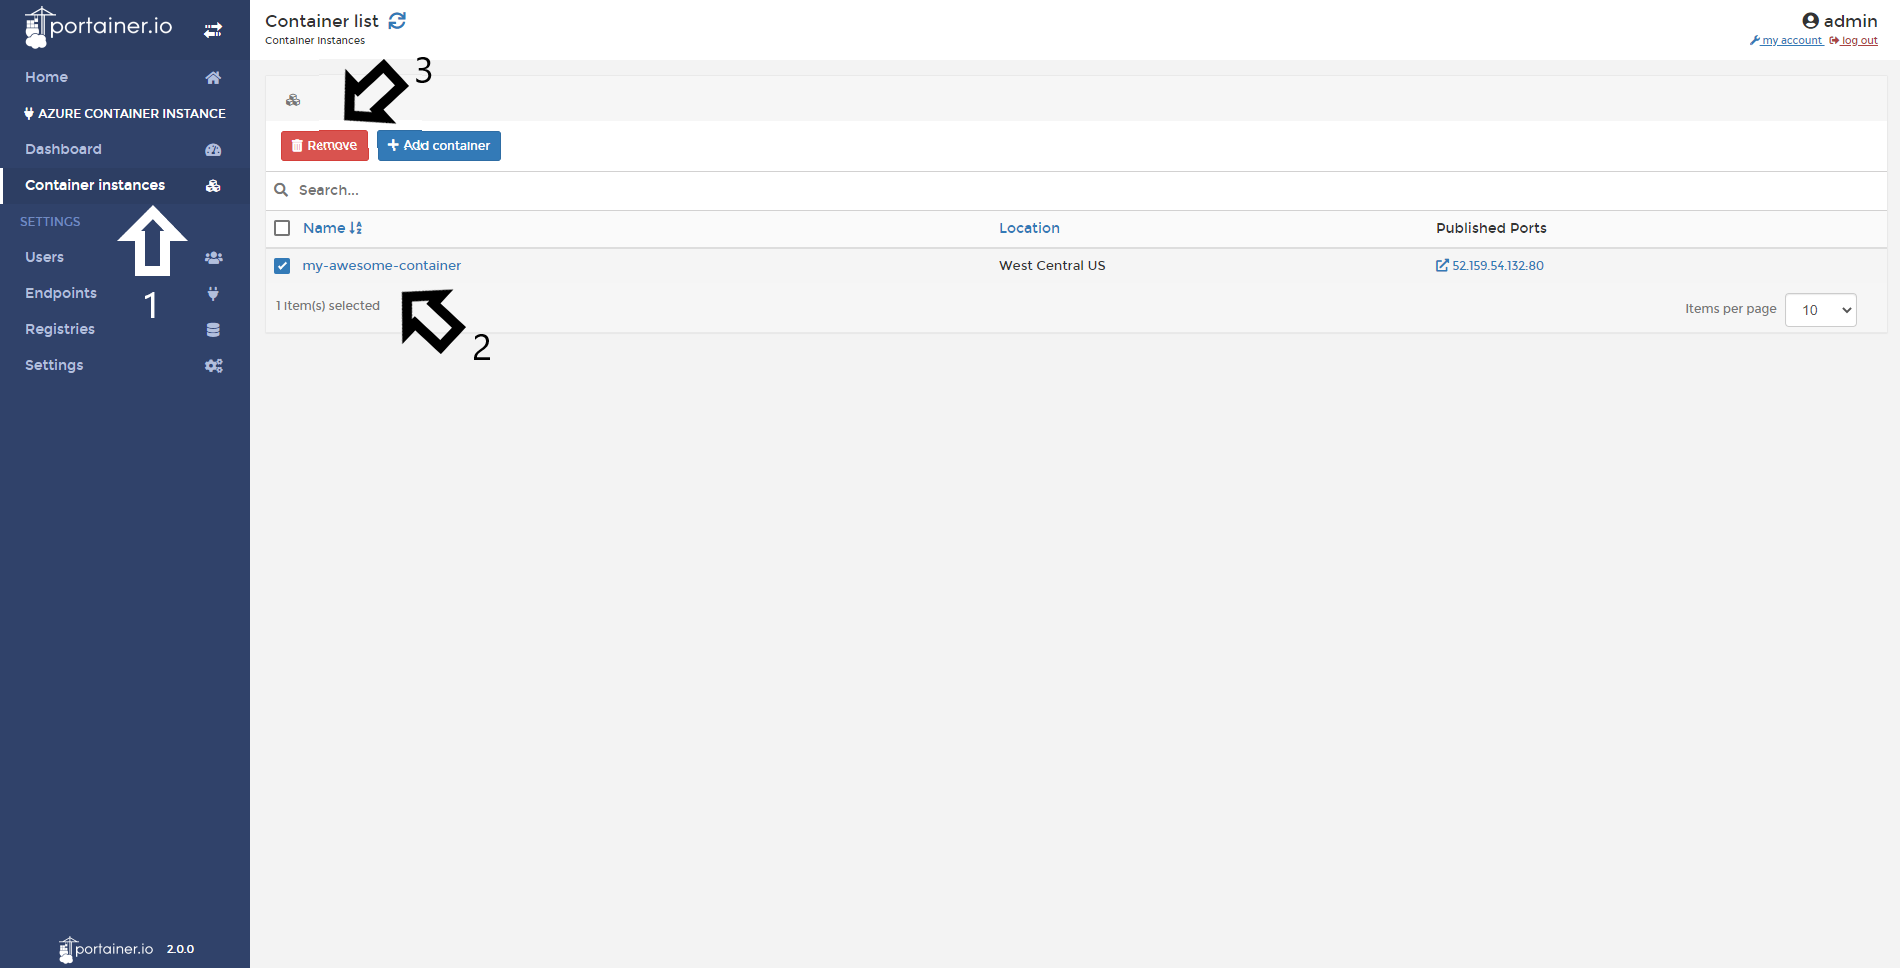 portainer.io
Home
AZURE CONTAINER INSTANCE
Dashboard
Container instances
SETTINGS
Users
Endpoints
Registries
Settings
1
portainer.io 2.0.0
Container list
Container instances
admin
my account log out
3
Remove Add container
Search...
Name Location Published Ports
my-awesome-container West Central US 52.159.54.132:80
1 item(s) selected
Items per page 10
2